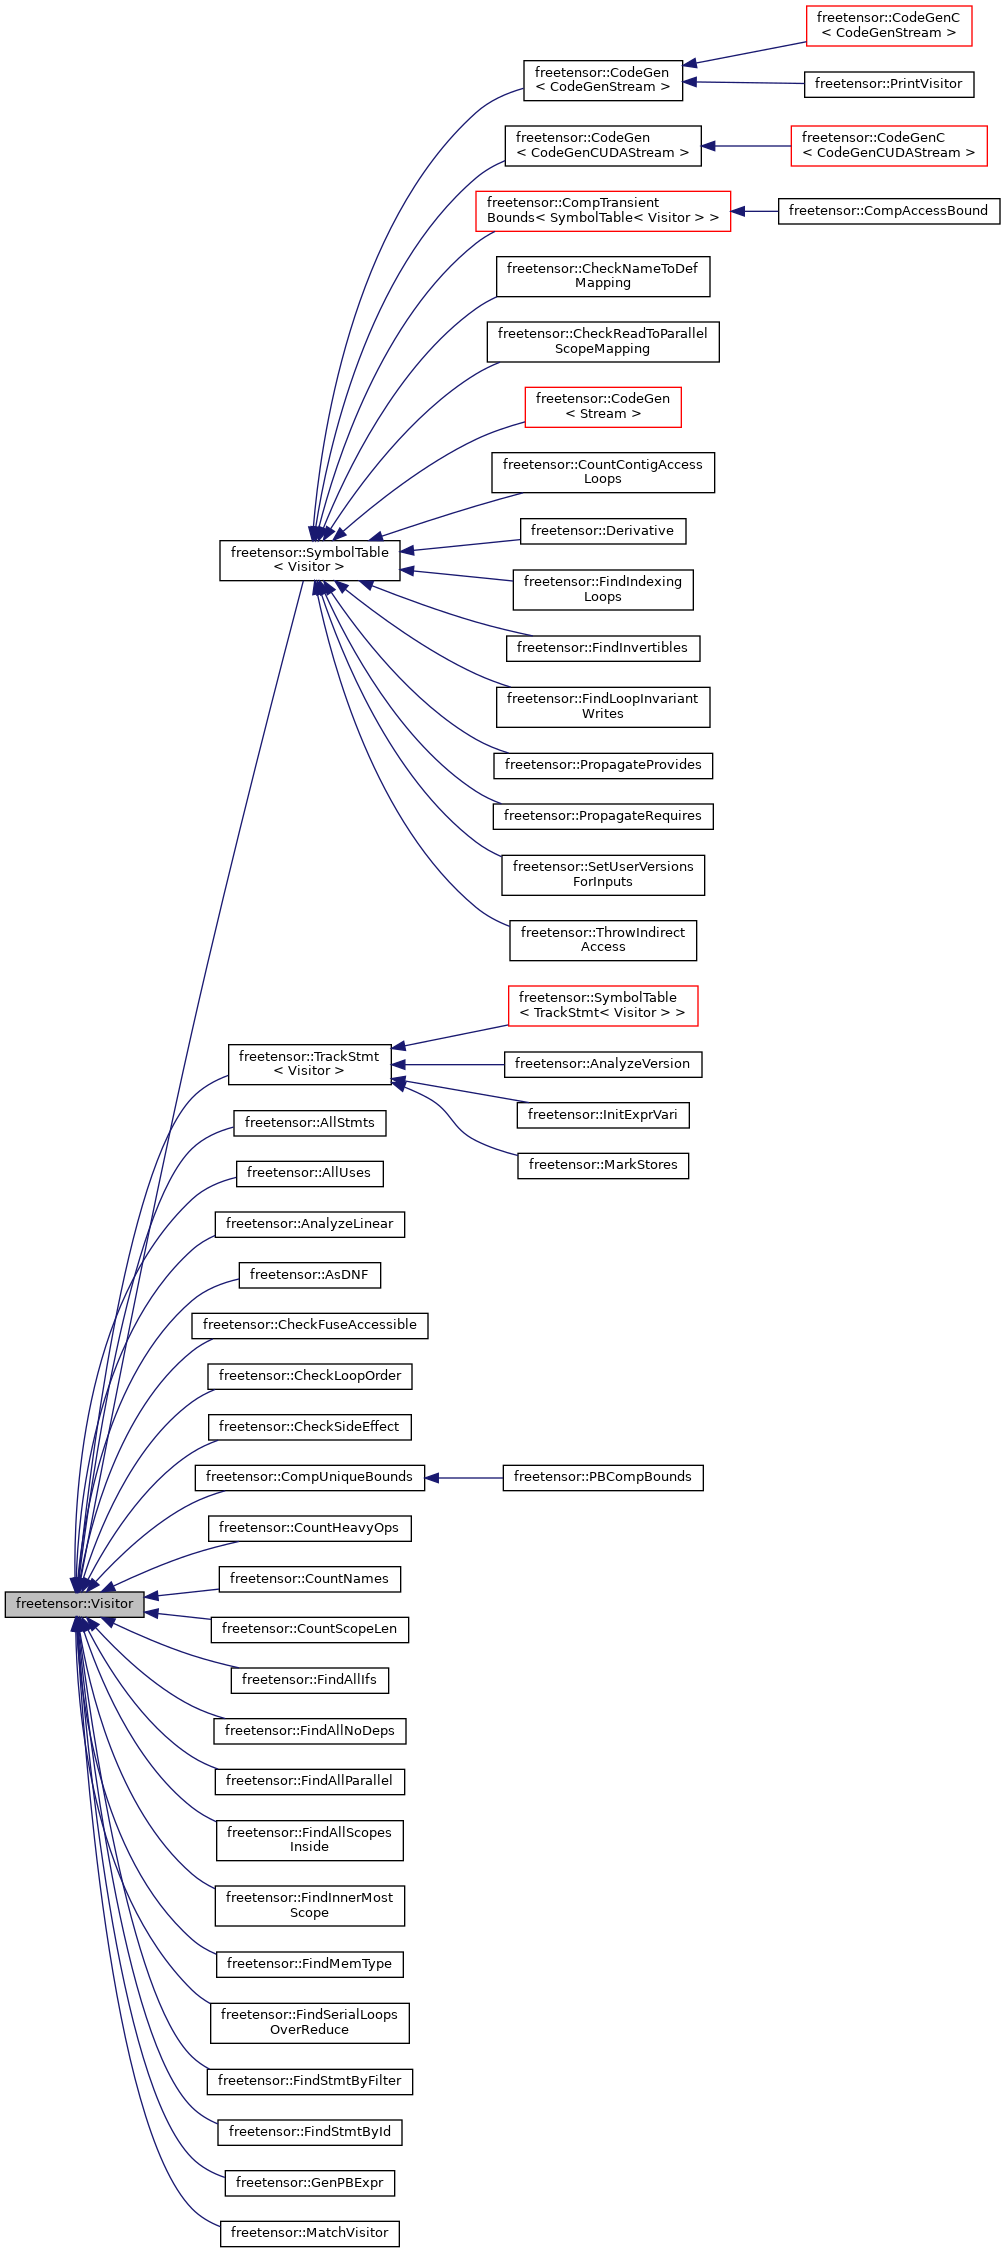 freetensor::CodeGenC
< CodeGenStream >
freetensor::CodeGen
< CodeGenStream >
freetensor::PrintVisitor
freetensor::CodeGen
< CodeGenCUDAStream >
freetensor::CodeGenC
< CodeGenCUDAStream >
freetensor::CompTransient
Bounds< SymbolTable< Visitor > >
freetensor::CompAccessBound
freetensor::CheckNameToDef
Mapping
freetensor::CheckReadToParallel
ScopeMapping
freetensor::CodeGen
< Stream >
freetensor::CountContigAccess
Loops
freetensor::Derivative
freetensor::SymbolTable
< Visitor >
freetensor::FindIndexing
Loops
freetensor::FindInvertibles
freetensor::FindLoopInvariant
Writes
freetensor::PropagateProvides
freetensor::PropagateRequires
freetensor::SetUserVersions
ForInputs
freetensor::ThrowIndirect
Access
freetensor::SymbolTable
< TrackStmt< Visitor > >
freetensor::TrackStmt
< Visitor >
freetensor::AnalyzeVersion
freetensor::InitExprVari
freetensor::AllStmts
freetensor::MarkStores
freetensor::AllUses
freetensor::AnalyzeLinear
freetensor::AsDNF
freetensor::CheckFuseAccessible
freetensor::CheckLoopOrder
freetensor::CheckSideEffect
freetensor::CompUniqueBounds
freetensor::PBCompBounds
freetensor::CountHeavyOps
freetensor::CountNames
freetensor::Visitor
freetensor::CountScopeLen
freetensor::FindAllIfs
freetensor::FindAllNoDeps
freetensor::FindAllParallel
freetensor::FindAllScopes
Inside
freetensor::FindInnerMost
Scope
freetensor::FindMemType
freetensor::FindSerialLoops
OverReduce
freetensor::FindStmtByFilter
freetensor::FindStmtById
freetensor::GenPBExpr
freetensor::MatchVisitor